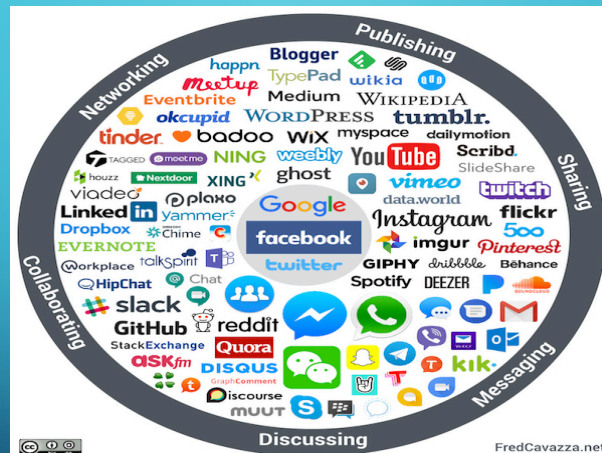 Publishing
Networking
Sharing
Collaborating
Messaging
Discussing
happn
Blogger
meetup
TypePad
wikia
Eventbrite
Medium
WIKIPEDIA
okcupid
WORDPRESS
tumblr.
tinder
badoo
WiX
myspace
dailymotion
TAGGED
meetme
NING
weebly
YouTube
Scribd.
SlideShare
houzz
Nextdoor
XING
ghost
vimeo
twitch
viadeo
plaxo
Google
data.world
Linked in
yammer
Instagram
flickr
Dropbox
Chime
facebook
imgur
500
Pinterest
EVERNOTE
talkspirit
twitter
GIPHY
dribbble
Behance
Workplace
Chat
Spotify
DEEZER
SOUNDCLOUD
HipChat
slack
GitHub
reddit
StackExchange
Quora
ASKfm
DISQUS
kik.
GraphComment
Discourse
MUUT
FredCavazza.net